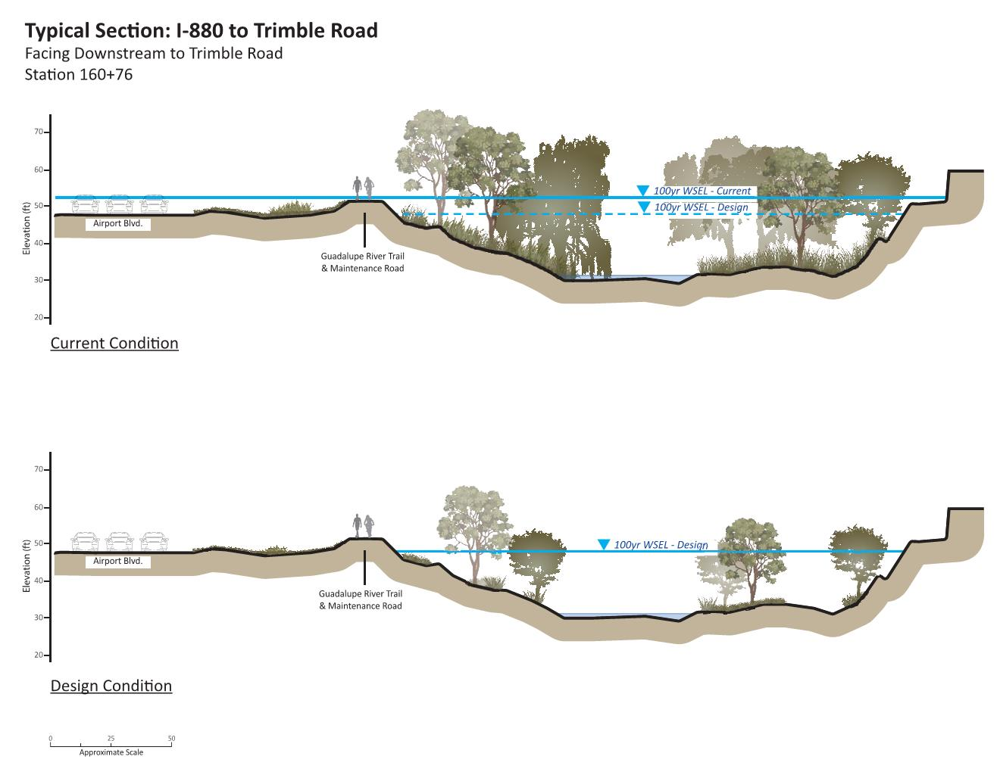 Typical Section: I-880 to Trimble Road
Facing Downstream to Trimble Road
Station 160+76
70
60
50
40
30
20
Elevation (ft)
100yr WSEL - Current
100yr WSEL - Design
Airport Blvd.
Guadalupe River Trail
& Maintenance Road
Current Condition
70
60
50
40
30
20
Elevation (ft)
100yr WSEL - Design
Airport Blvd.
Guadalupe River Trail
& Maintenance Road
Design Condition
0 25 50
Approximate Scale